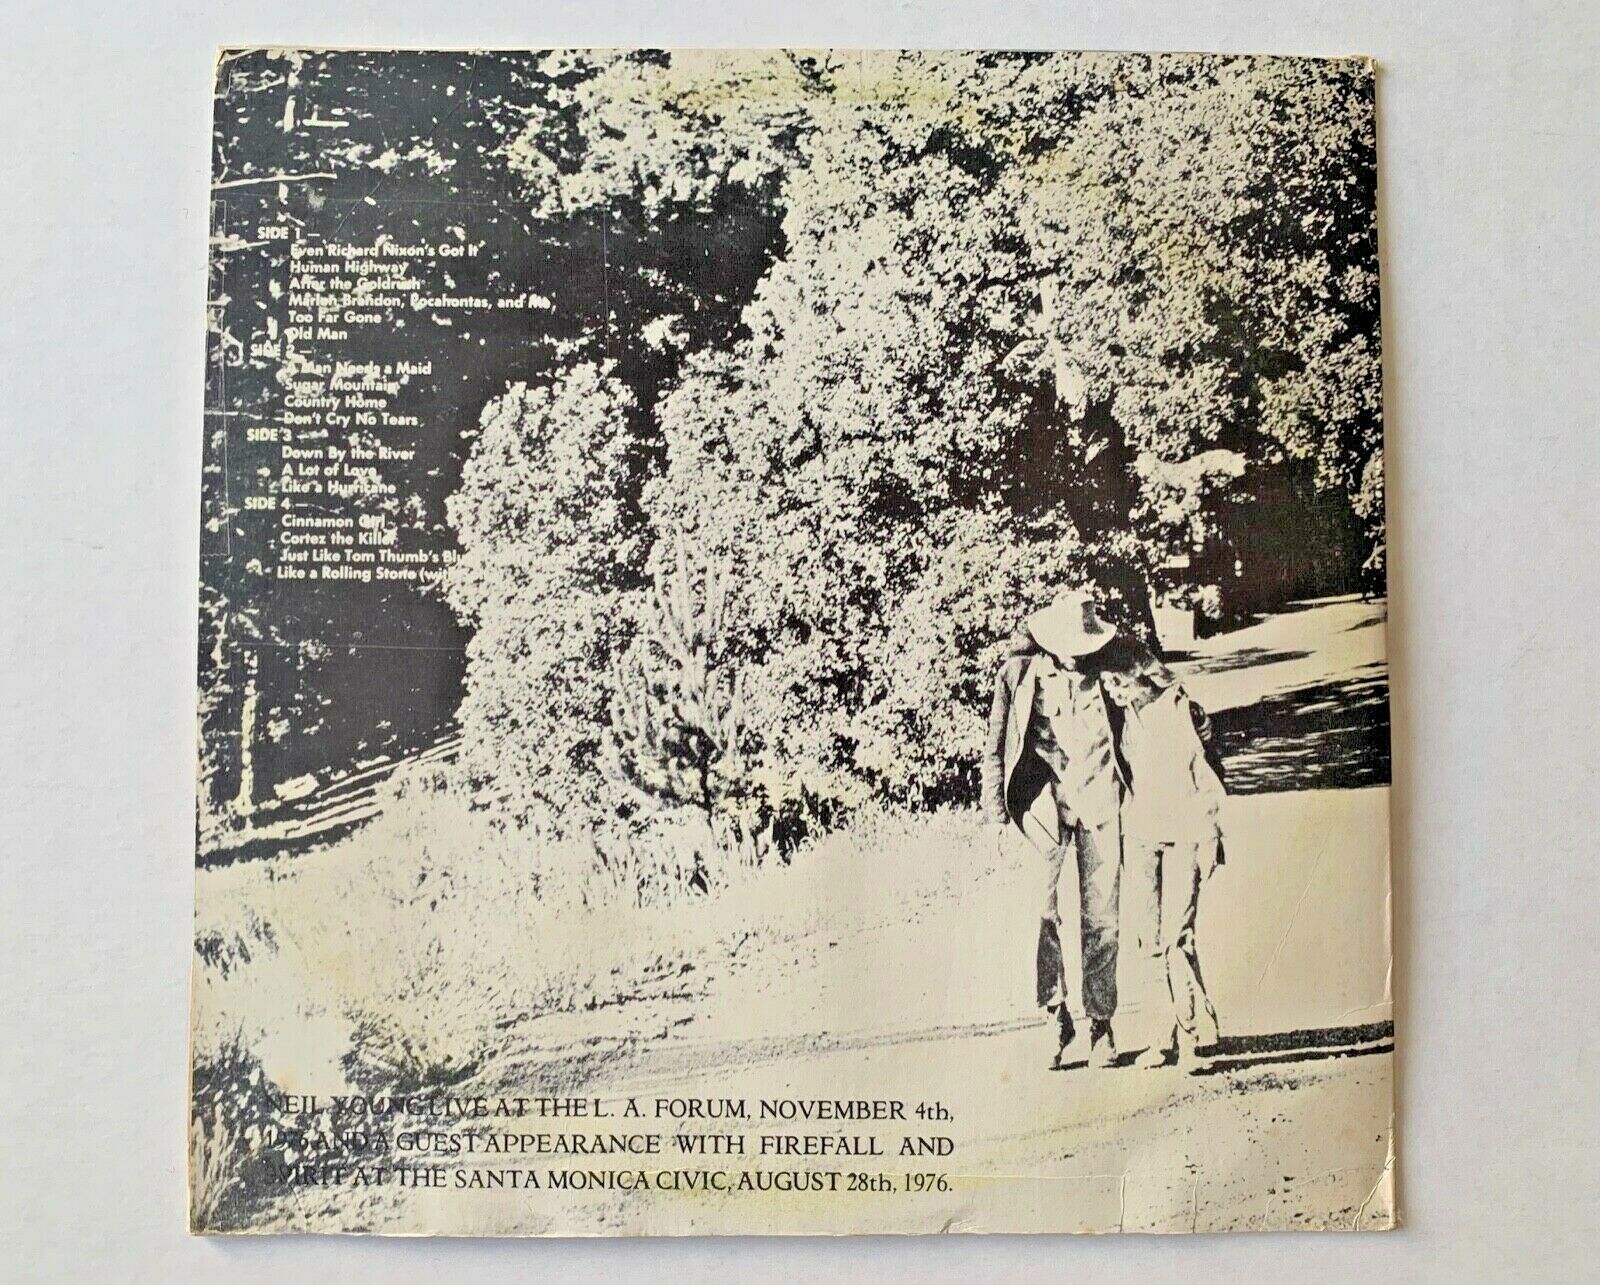 SIDE 1 —
Even Richard Nixon's Got It
Human Highway
After the Goldrush
Marlon Brandon, Pocahontas, and Me
Too Far Gone
Old Man
SIDE 2 —
A Man Needs a Maid
Sugar Mountain
Country Home
Don't Cry No Tears
SIDE 3 —
Down By the River
A Lot of Love
Like a Hurricane
SIDE 4 —
Cinnamon Girl
Cortez the Killer
Just Like Tom Thumb's
Like a Rolling Stone
NEIL YOUNG LIVE AT THE L. A. FORUM, NOVEMBER 4th,
1976 AND A GUEST APPEARANCE WITH FIREFALL AND
SPIRIT AT THE SANTA MONICA CIVIC, AUGUST 28th, 1976.